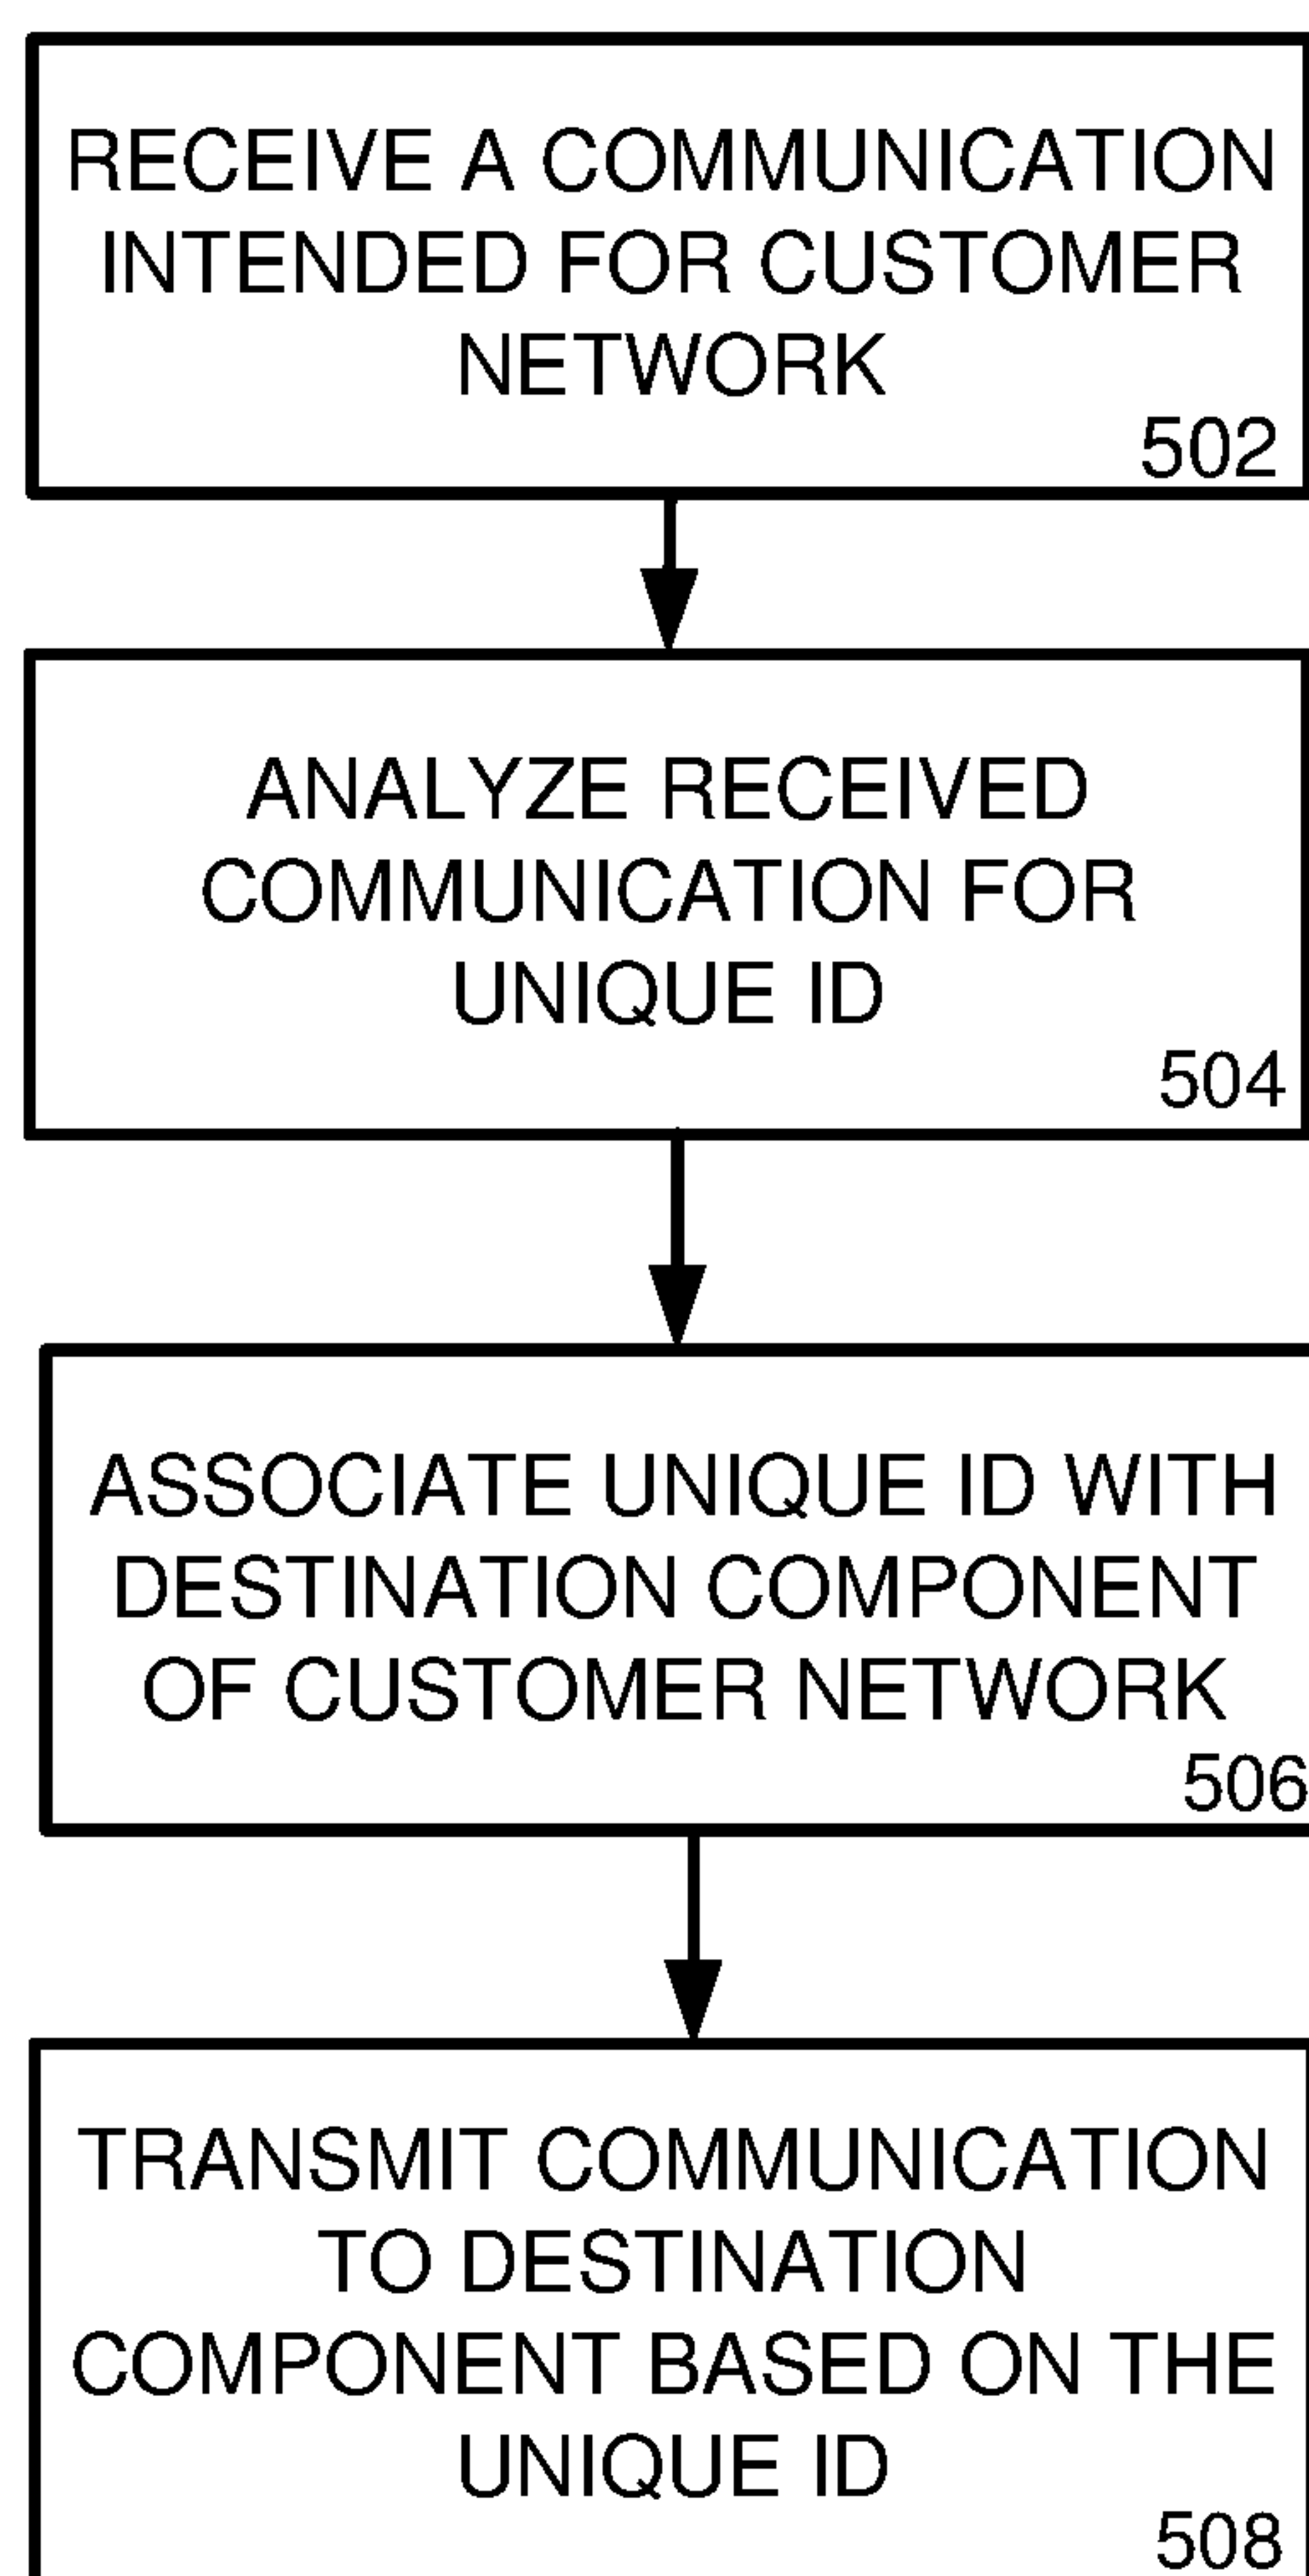 RECEIVE A COMMUNICATION
INTENDED FOR CUSTOMER
NETWORK
502
ANALYZE RECEIVED
COMMUNICATION FOR
UNIQUE ID
504
ASSOCIATE UNIQUE ID WITH
DESTINATION COMPONENT
OF CUSTOMER NETWORK
506
TRANSMIT COMMUNICATION
TO DESTINATION
COMPONENT BASED ON THE
UNIQUE ID
508